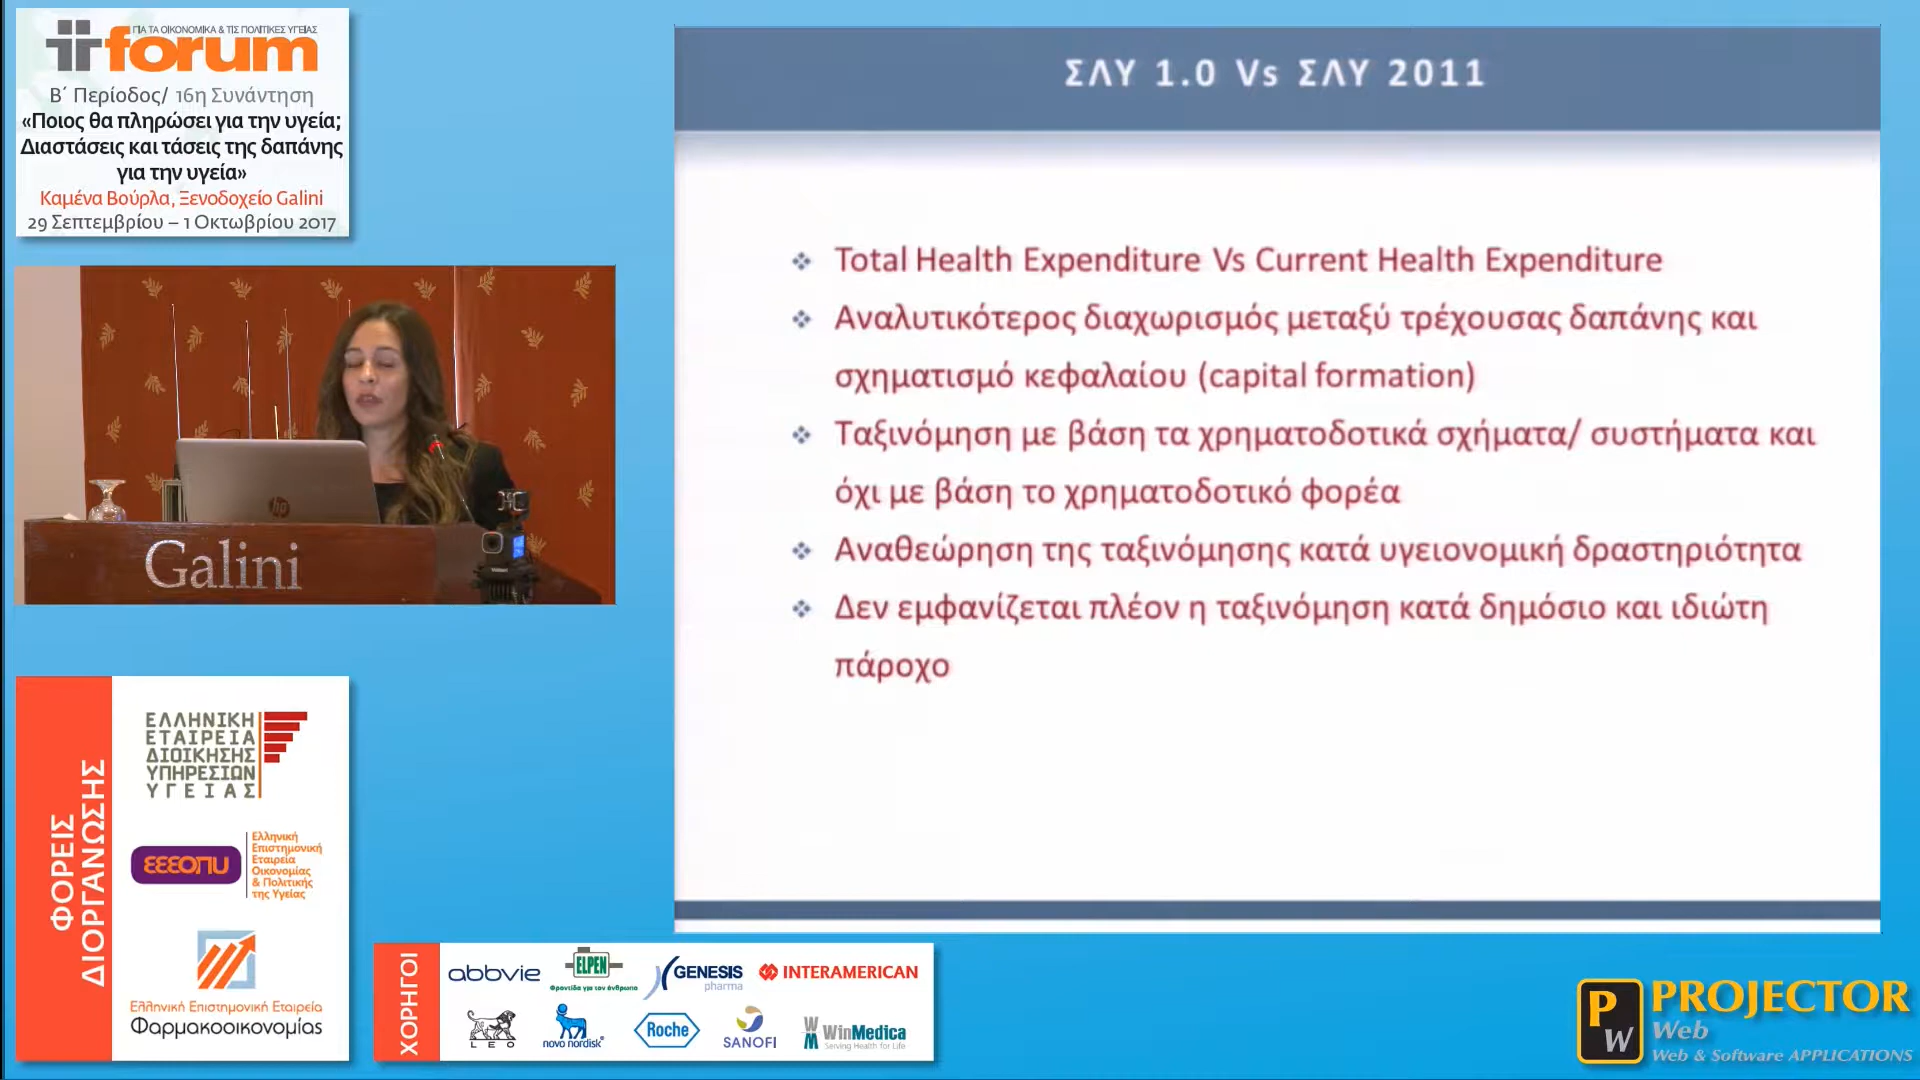 ΓΙΑ ΤΑ ΟΙΚΟΝΟΜΙΚΑ & ΤΙΣ ΠΟΛΙΤΙΚΕΣ ΥΓΕΙΑΣ
forum
Β΄ Περίοδος/ 16η Συνάντηση
«Ποιος θα πληρώσει για την υγεία;
Διαστάσεις και τάσεις της δαπάνης
για την υγεία»
Καμένα Βούρλα, Ξενοδοχείο Galini
29 Σεπτεμβρίου – 1 Οκτωβρίου 2017
hp
Galini
ΣΛΥ 1.0 Vs ΣΛΥ 2011
Total Health Expenditure Vs Current Health Expenditure
Αναλυτικότερος διαχωρισμός μεταξύ τρέχουσας δαπάνης και
σχηματισμό κεφαλαίου (capital formation)
Ταξινόμηση με βάση τα χρηματοδοτικά σχήματα/ συστήματα και
όχι με βάση το χρηματοδοτικό φορέα
Αναθεώρηση της ταξινόμησης κατά υγειονομική δραστηριότητα
Δεν εμφανίζεται πλέον η ταξινόμηση κατά δημόσιο και ιδιώτη
πάροχο
ΦΟΡΕΙΣ
ΔΙΟΡΓΑΝΩΣΗΣ
ΕΛΛΗΝΙΚΗ
ΕΤΑΙΡΕΙΑ
ΔΙΟΙΚΗΣΗΣ
ΥΠΗΡΕΣΙΩΝ
ΥΓΕΙΑΣ
ΕΕΕΟΠΥ
Ελληνική
Επιστημονική
Εταιρεία
Οικονομίας
& Πολιτικής
της Υγείας
Ελληνική Επιστημονική Εταιρεία
Φαρμακοοικονομίας
ΧΟΡΗΓΟΙ
abbvie
ELPEN
Φροντίδα για τον άνθρωπο
GENESIS
pharma
INTERAMERICAN
LEO
novo nordisk
Roche
SANOFI
WinMedica
Serving Health for Life
PW
PROJECTOR
Web
Web & Software APPLICATIONS